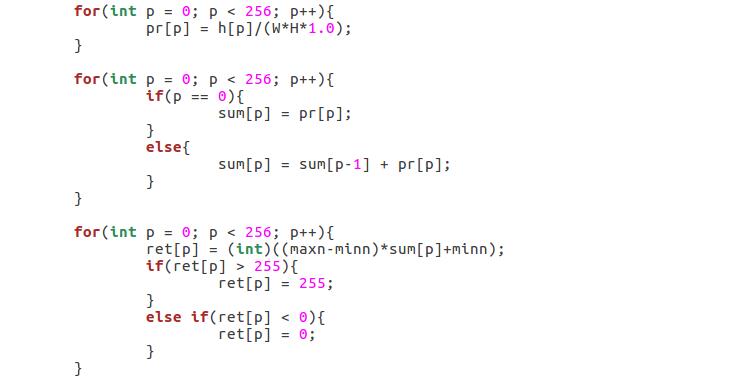 for(int p = 0; p < 256; p++){
        pr[p] = h[p]/(W*H*1.0);
}

for(int p = 0; p < 256; p++){
        if(p == 0){
                sum[p] = pr[p];
        }
        else{
                sum[p] = sum[p-1] + pr[p];
        }
}

for(int p = 0; p < 256; p++){
        ret[p] = (int)((maxn-minn)*sum[p]+minn);
        if(ret[p] > 255){
                ret[p] = 255;
        }
        else if(ret[p] < 0){
                ret[p] = 0;
        }
}